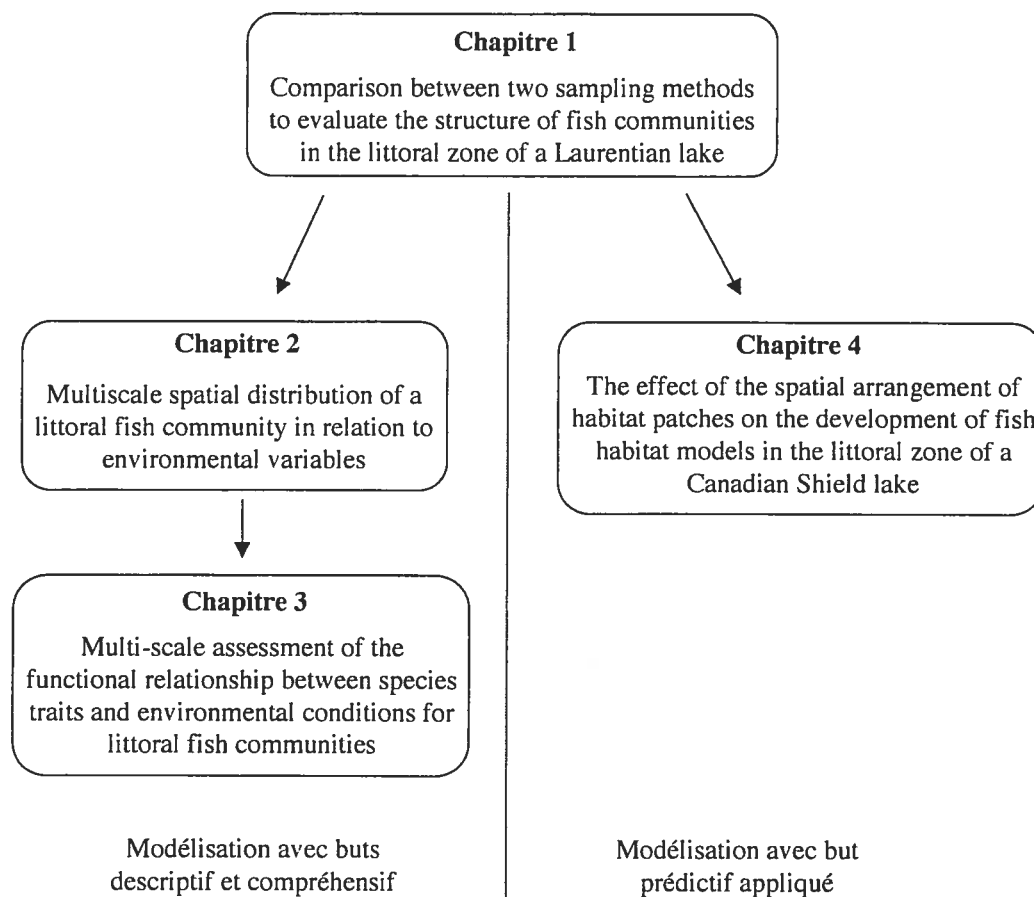 Chapitre 1
Comparison between two sampling methods
to evaluate the structure of fish communities
in the littoral zone of a Laurentian lake
Chapitre 2
Multiscale spatial distribution of a
littoral fish community in relation to
environmental variables
Chapitre 4
The effect of the spatial arrangement of
habitat patches on the development of fish
habitat models in the littoral zone of a
Canadian Shield lake
Chapitre 3
Multi-scale assessment of the
functional relationship between species
traits and environmental conditions for
littoral fish communities
Modélisation avec buts
descriptif et compréhensif
Modélisation avec but
prédictif appliqué